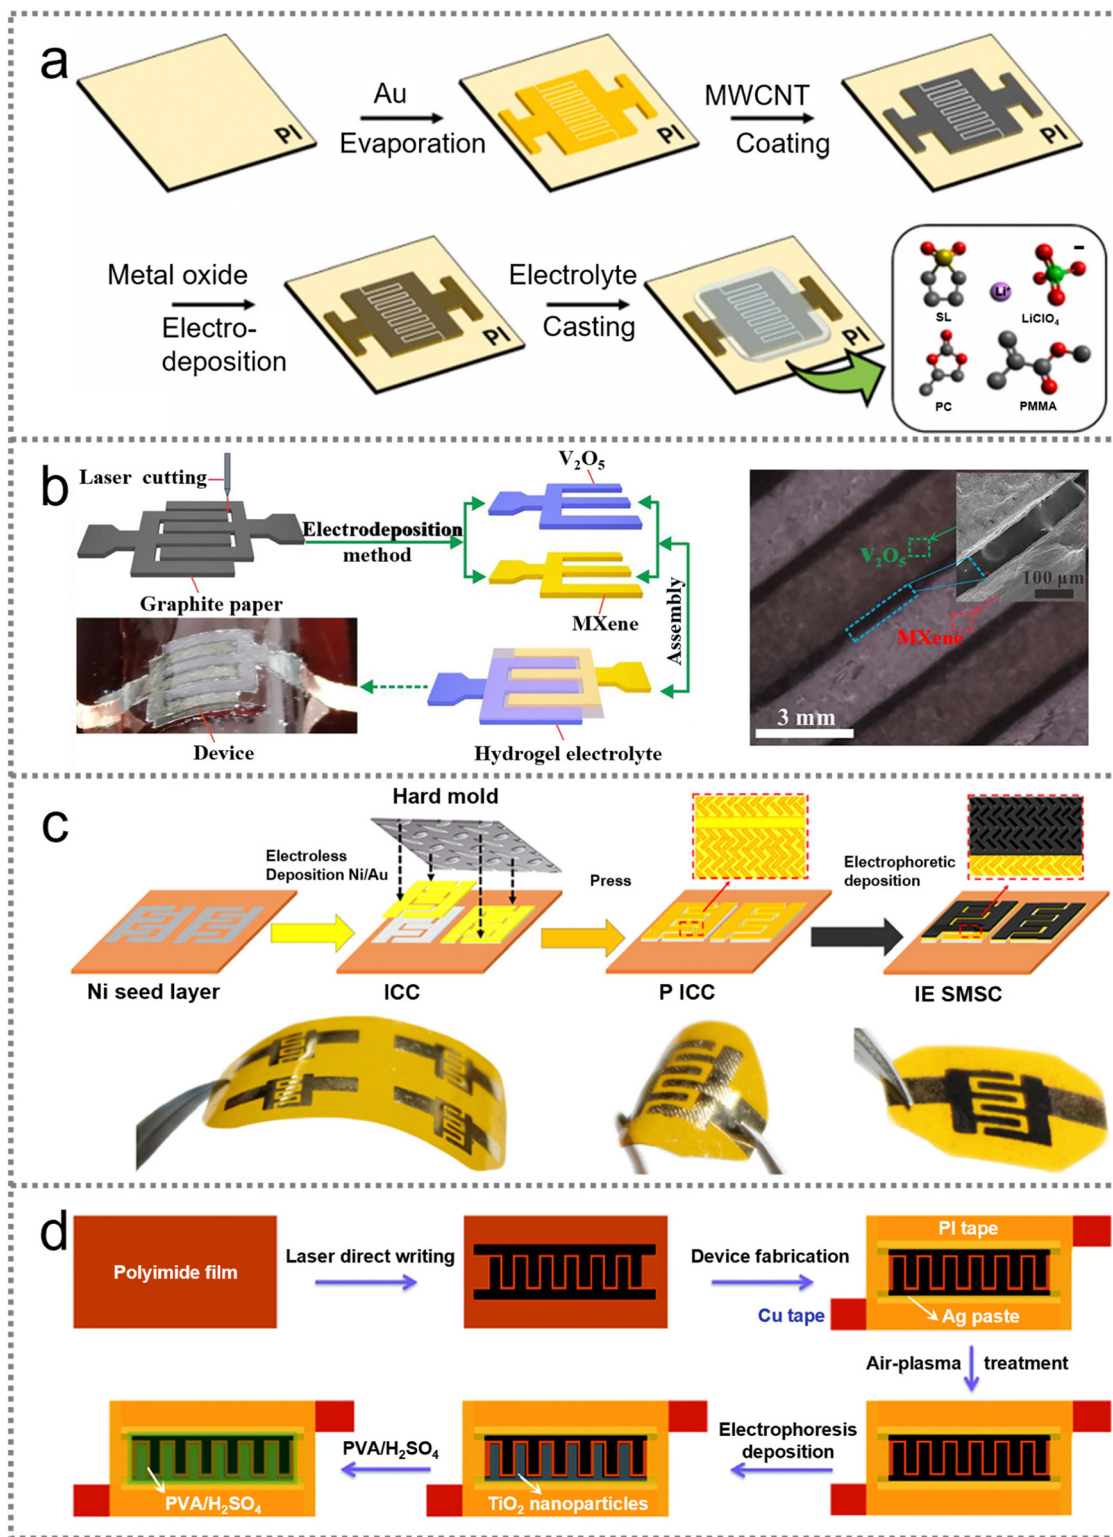 a
PI
Au
Evaporation
PI
MWCNT
Coating
PI
Metal oxide
Electro-
deposition
PI
Electrolyte
Casting
PI
SL
Li⁺
–
LiClO₄
PC
PMMA
b
Laser cutting
Graphite paper
Electrodeposition
method
V₂O₅
MXene
Assembly
Device
Hydrogel electrolyte
V₂O₅
MXene
100 µm
3 mm
c
Hard mold
Electroless
Deposition Ni/Au
Press
Electrophoretic
deposition
Ni seed layer
ICC
P ICC
IE SMSC
d
Polyimide film
Laser direct writing
Device fabrication
PI tape
Cu tape
Ag paste
Air-plasma treatment
Electrophoresis
deposition
TiO₂ nanoparticles
PVA/H₂SO₄
PVA/H₂SO₄